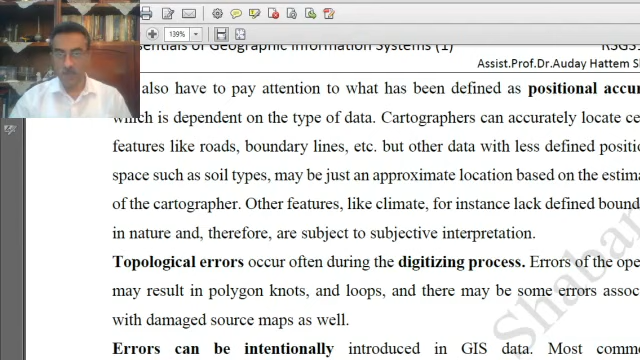 139%
Essentials of Geographic Information Systems (1) RSGS1
Assist.Prof.Dr.Auday Hattem S
also have to pay attention to what has been defined as positional accur
which is dependent on the type of data. Cartographers can accurately locate ce
features like roads, boundary lines, etc. but other data with less defined positio
space such as soil types, may be just an approximate location based on the estima
of the cartographer. Other features, like climate, for instance lack defined bound
in nature and, therefore, are subject to subjective interpretation.
Topological errors occur often during the digitizing process. Errors of the ope
may result in polygon knots, and loops, and there may be some errors assoc
with damaged source maps as well.
Errors can be intentionally introduced in GIS data. Most comm
Shaban